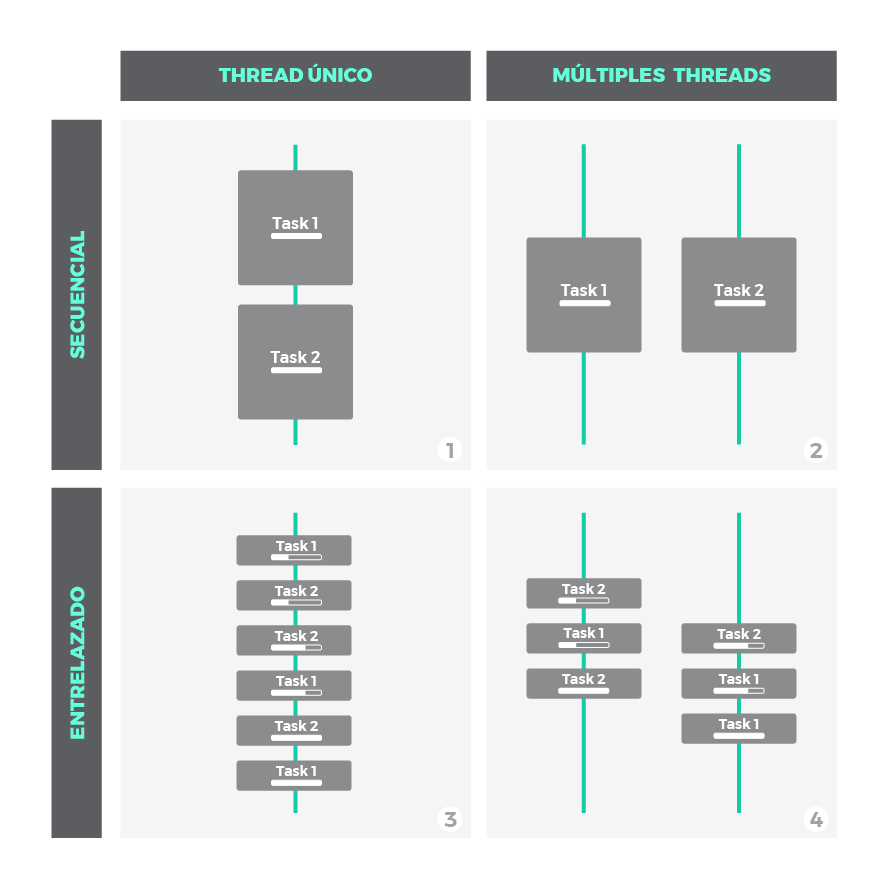 THREAD ÚNICO
MÚLTIPLES THREADS
SECUENCIAL
Task 1
Task 2
1
Task 1
Task 2
2
ENTRELAZADO
Task 1
Task 2
Task 2
Task 1
Task 2
Task 1
3
Task 2
Task 1
Task 2
Task 2
Task 1
Task 1
4